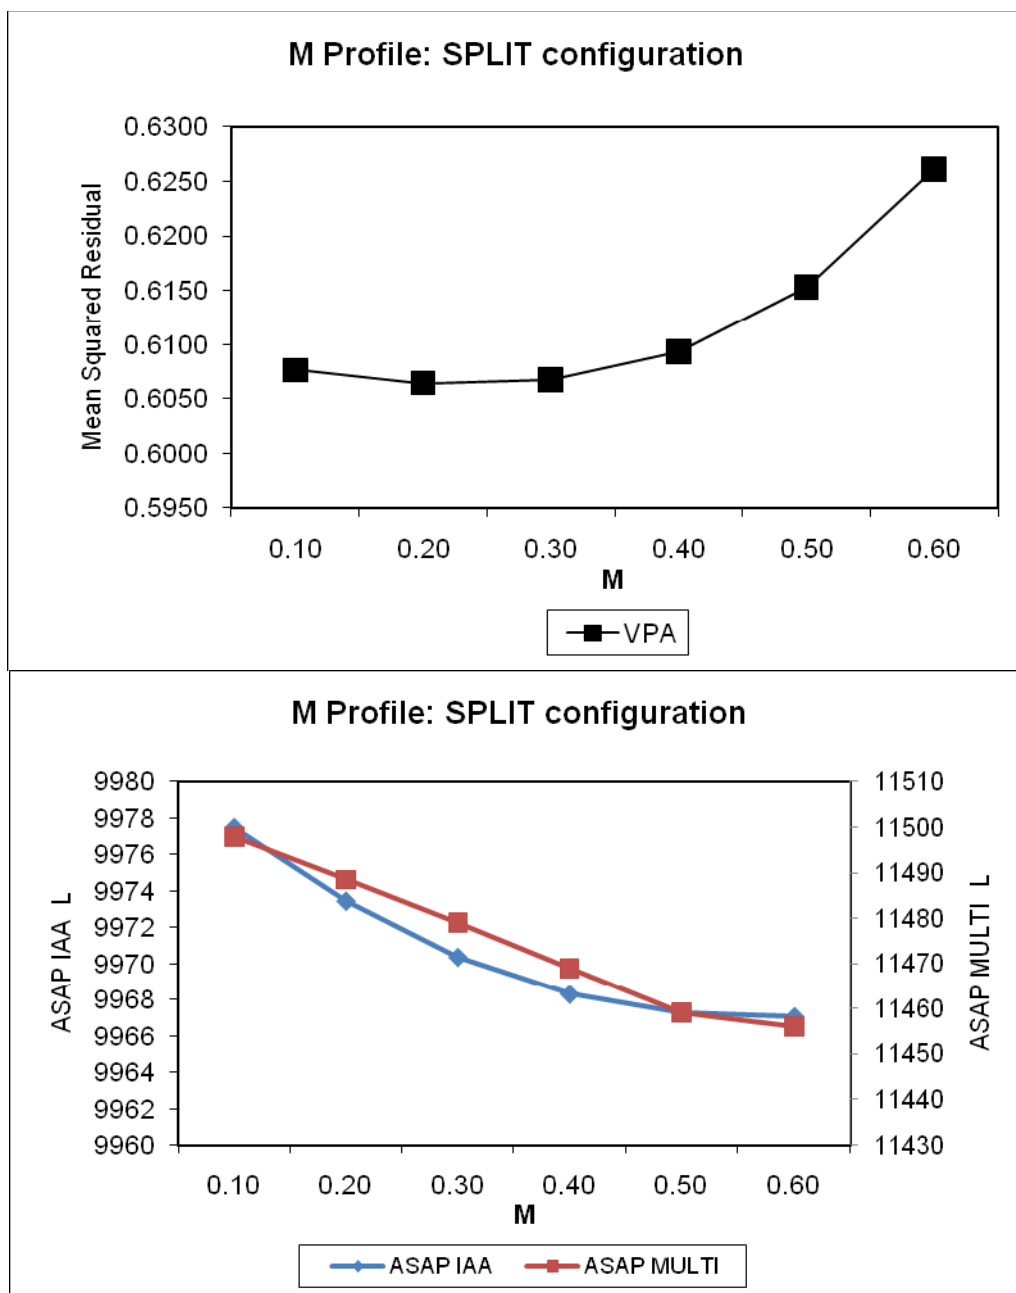 M Profile: SPLIT configuration
Mean Squared Residual
0.6300
0.6250
0.6200
0.6150
0.6100
0.6050
0.6000
0.5950
0.10 0.20 0.30 0.40 0.50 0.60
M
VPA
M Profile: SPLIT configuration
ASAP IAA L
9980
9978
9976
9974
9972
9970
9968
9966
9964
9962
9960
11510
11500
11490
11480
11470
11460
11450
11440
11430
ASAP MULTI L
0.10 0.20 0.30 0.40 0.50 0.60
M
ASAP IAA ASAP MULTI